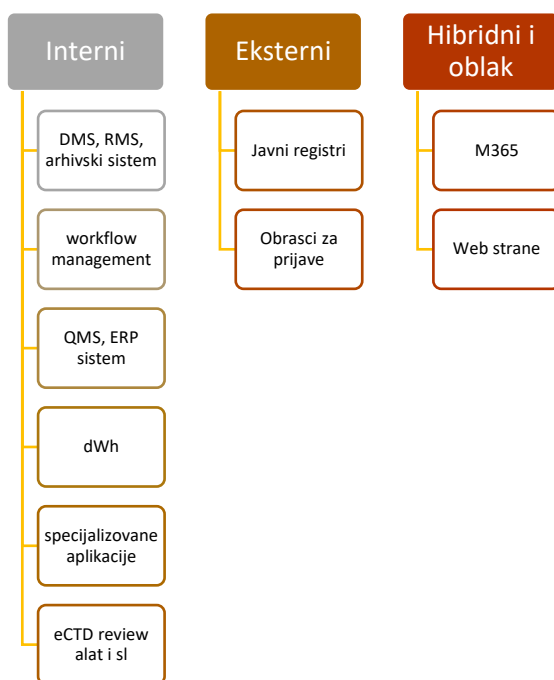 Interni
DMS, RMS,
arhivski sistem
workflow
management
QMS, ERP
sistem
dWh
specijalizovane
aplikacije
eCTD review
alat i sl
Eksterni
Javni registri
Obrasci za
prijave
Hibridni i
oblak
M365
Web strane